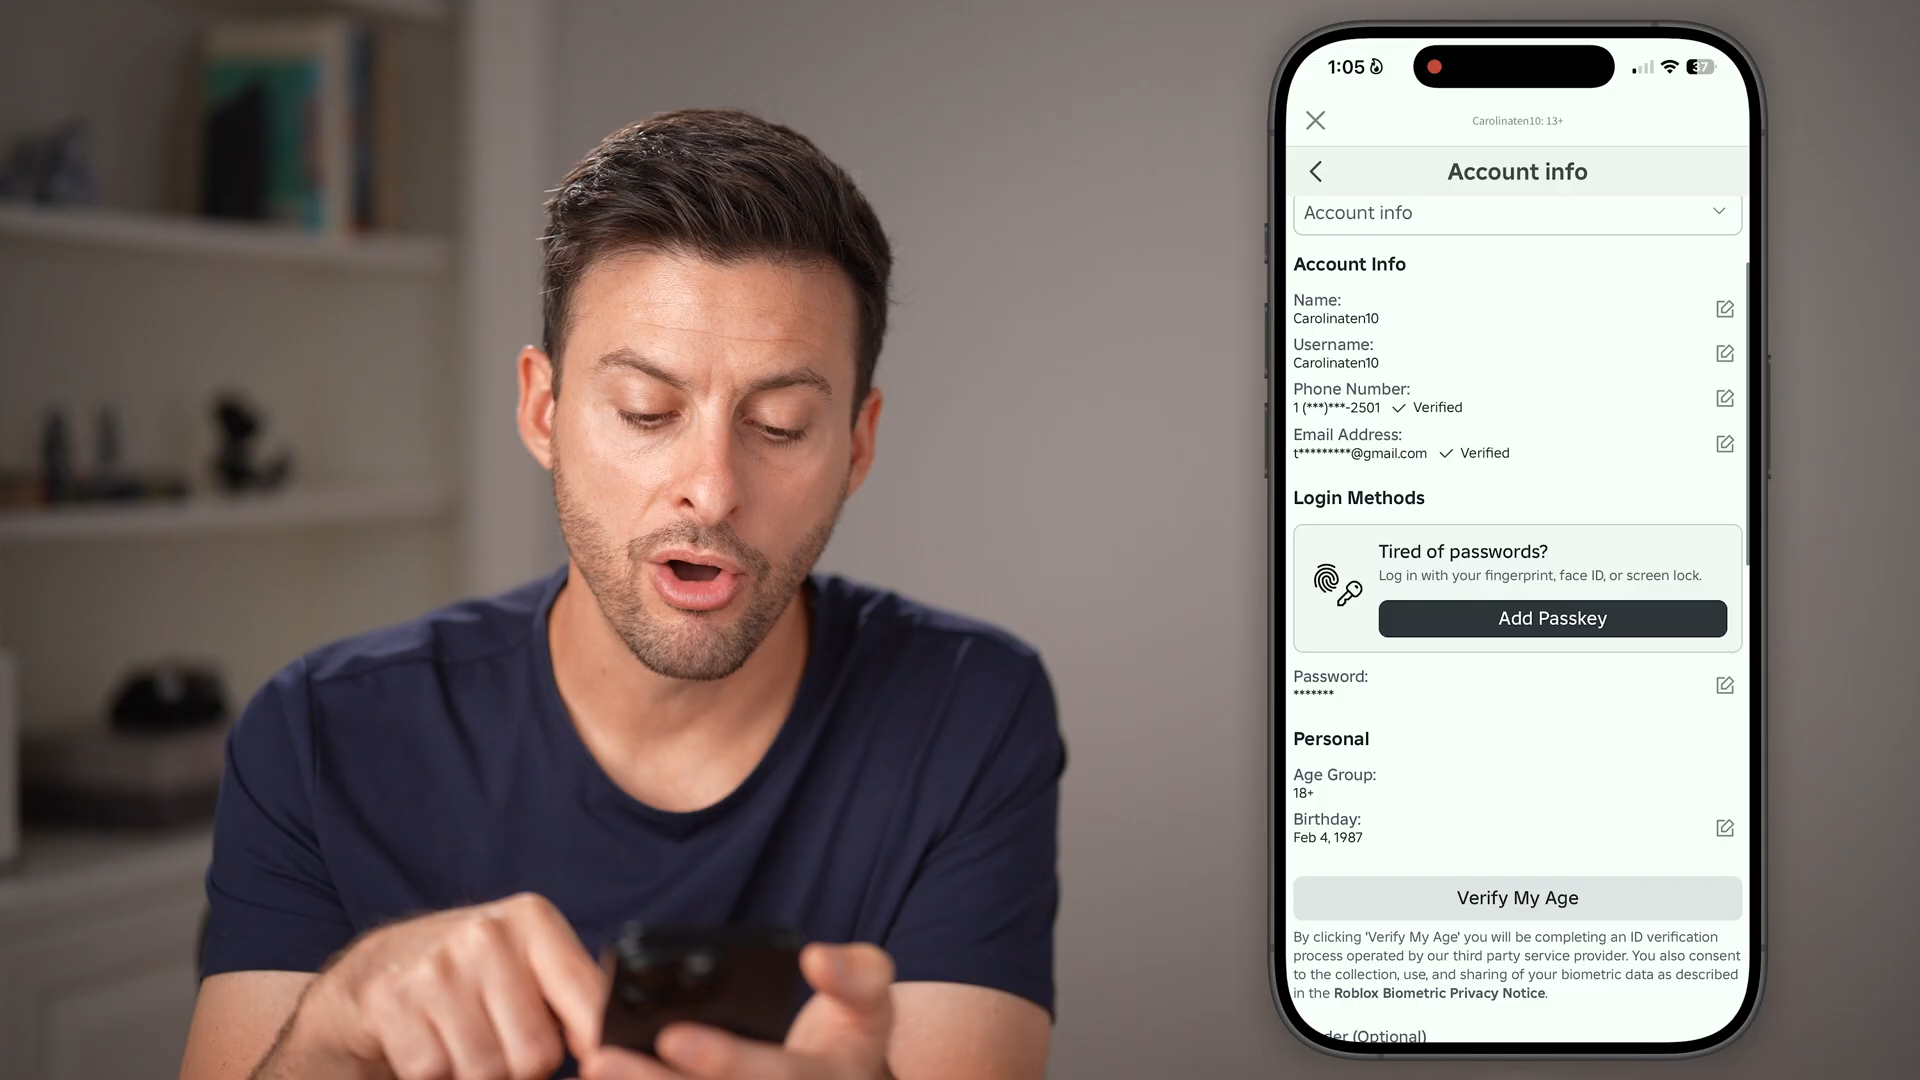 1:05
37
Carolinaten10: 13+
Account info
Account info
Account Info
Name:
Carolinaten10
Username:
Carolinaten10
Phone Number:
1 (***)***-2501 ✓ Verified
Email Address:
t*********@gmail.com ✓ Verified
Login Methods
Tired of passwords?
Log in with your fingerprint, face ID, or screen lock.
Add Passkey
Password:
*******
Personal
Age Group:
18+
Birthday:
Feb 4, 1987
Verify My Age
By clicking 'Verify My Age' you will be completing an ID verification
process operated by our third party service provider. You also consent
to the collection, use, and sharing of your biometric data as described
in the Roblox Biometric Privacy Notice.
(Optional)